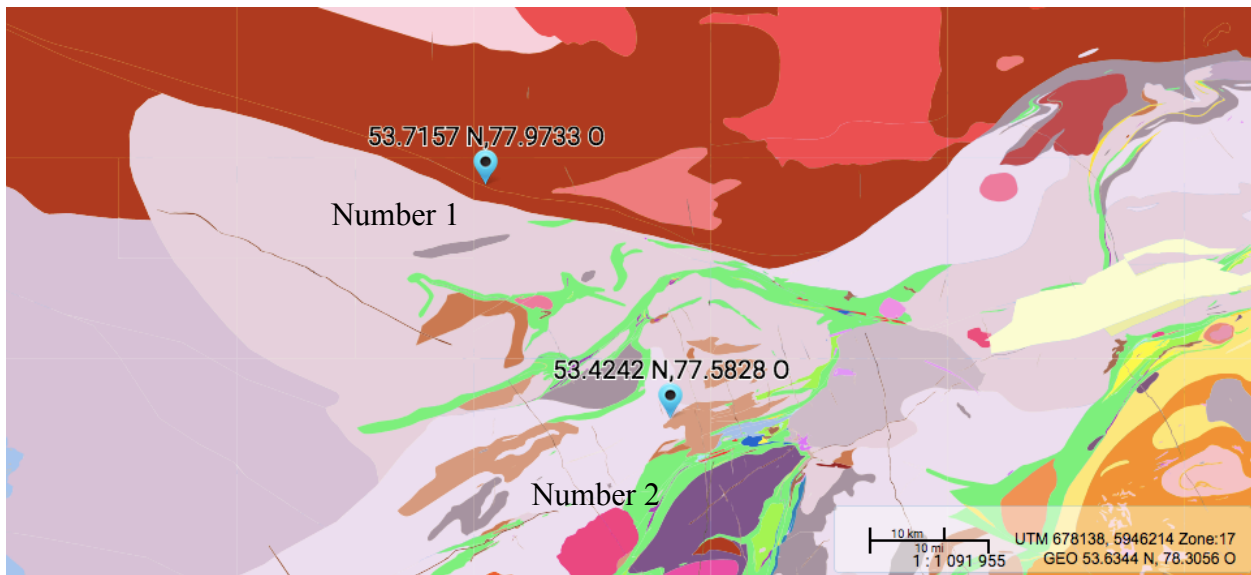 53.7157 N,77.9733 O
Number 1
53.4242 N,77.5828 O
Number 2
10 km
10 mi
1 : 1 091 955
UTM 678138, 5946214 Zone:17
GEO 53.6344 N, 78.3056 O